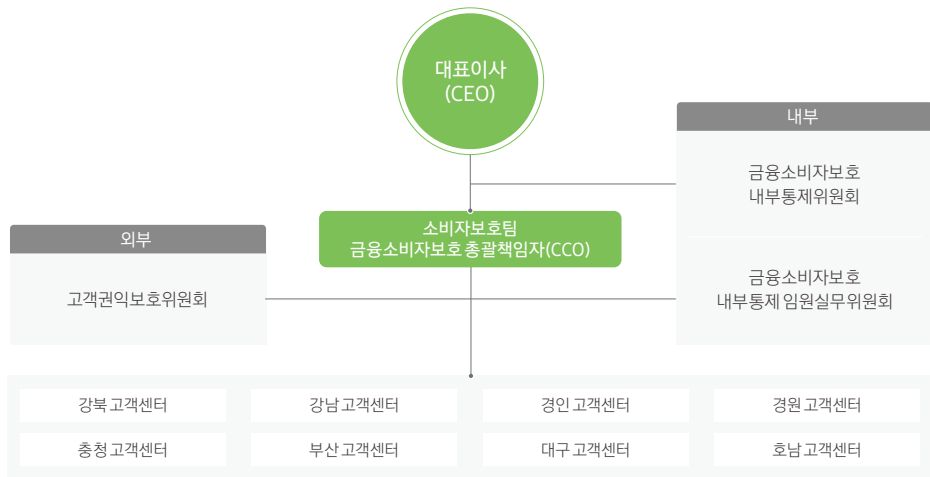 대표이사
(CEO)
내부
금융소비자보호
내부통제위원회
소비자보호팀
금융소비자보호 총괄책임자(CCO)
외부
고객권익보호위원회
금융소비자보호
내부통제 임원실무위원회
강북 고객센터
강남 고객센터
경인 고객센터
경원 고객센터
충청 고객센터
부산 고객센터
대구 고객센터
호남 고객센터